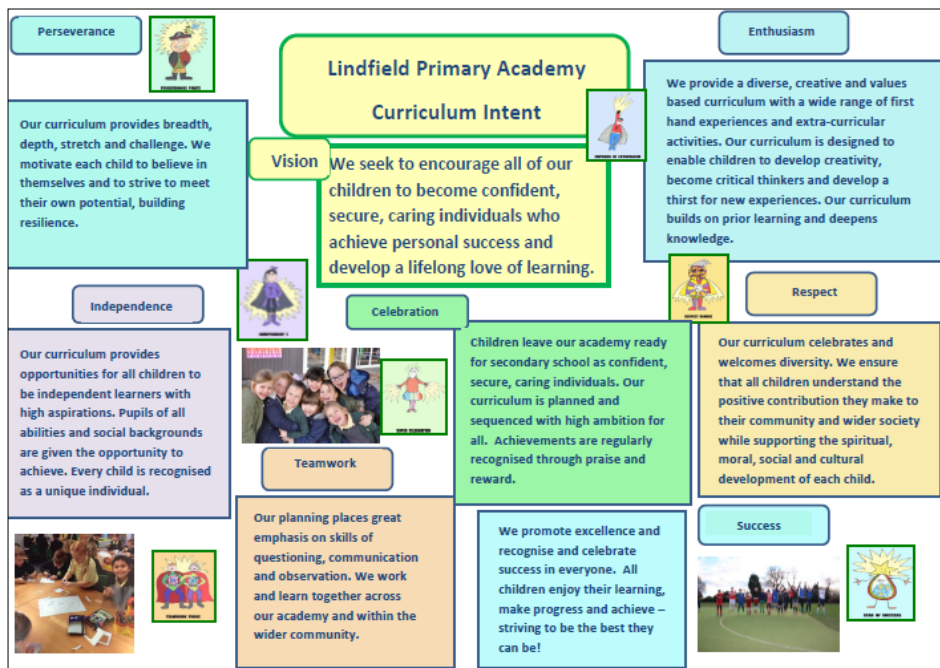 Perseverance
PERSEVERANCE PIRATE
Our curriculum provides breadth,
depth, stretch and challenge. We
motivate each child to believe in
themselves and to strive to meet
their own potential, building
resilience.
Lindfield Primary Academy
Curriculum Intent
Vision
We seek to encourage all of our
children to become confident,
secure, caring individuals who
achieve personal success and
develop a lifelong love of learning.
Enthusiasm
We provide a diverse, creative and values
based curriculum with a wide range of first
hand experiences and extra-curricular
activities. Our curriculum is designed to
enable children to develop creativity,
become critical thinkers and develop a
thirst for new experiences. Our curriculum
builds on prior learning and deepens
knowledge.
Independence
Our curriculum provides
opportunities for all children to
be independent learners with
high aspirations. Pupils of all
abilities and social backgrounds
are given the opportunity to
achieve. Every child is recognised
as a unique individual.
Celebration
SUPER CELEBRATION
Children leave our academy ready
for secondary school as confident,
secure, caring individuals. Our
curriculum is planned and
sequenced with high ambition for
all. Achievements are regularly
recognised through praise and
reward.
Respect
Our curriculum celebrates and
welcomes diversity. We ensure
that all children understand the
positive contribution they make to
their community and wider society
while supporting the spiritual,
moral, social and cultural
development of each child.
Teamwork
Our planning places great
emphasis on skills of
questioning, communication
and observation. We work
and learn together across
our academy and within the
wider community.
We promote excellence and
recognise and celebrate
success in everyone. All
children enjoy their learning,
make progress and achieve –
striving to be the best they
can be!
Success
STAR OF SUCCESS